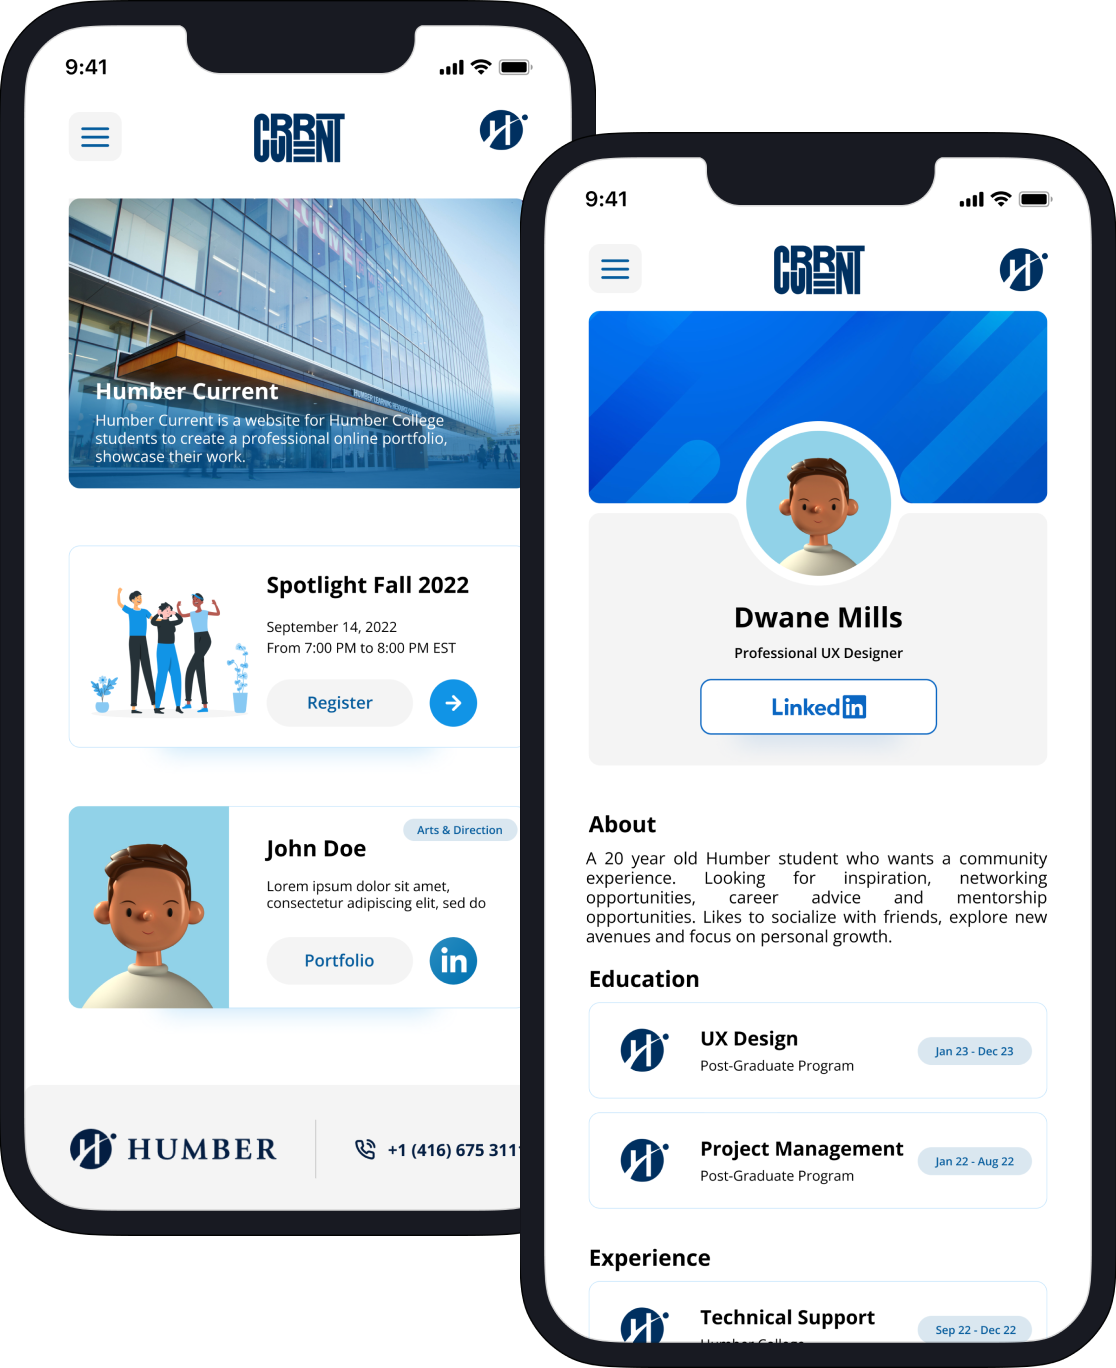 9:41
CURRENT
Humber Current
Humber Current is a website for Humber College
students to create a professional online portfolio,
showcase their work.
Spotlight Fall 2022
September 14, 2022
From 7:00 PM to 8:00 PM EST
Register
Arts & Direction
John Doe
Lorem ipsum dolor sit amet,
consectetur adipiscing elit, sed do
Portfolio
in
HUMBER
+1 (416) 675 311
9:41
CURRENT
Dwane Mills
Professional UX Designer
Linkedin
About
A 20 year old Humber student who wants a community
experience. Looking for inspiration, networking
opportunities, career advice and mentorship
opportunities. Likes to socialize with friends, explore new
avenues and focus on personal growth.
Education
UX Design
Post-Graduate Program
Jan 23 - Dec 23
Project Management
Post-Graduate Program
Jan 22 - Aug 22
Experience
Technical Support
Humber College
Sep 22 - Dec 22